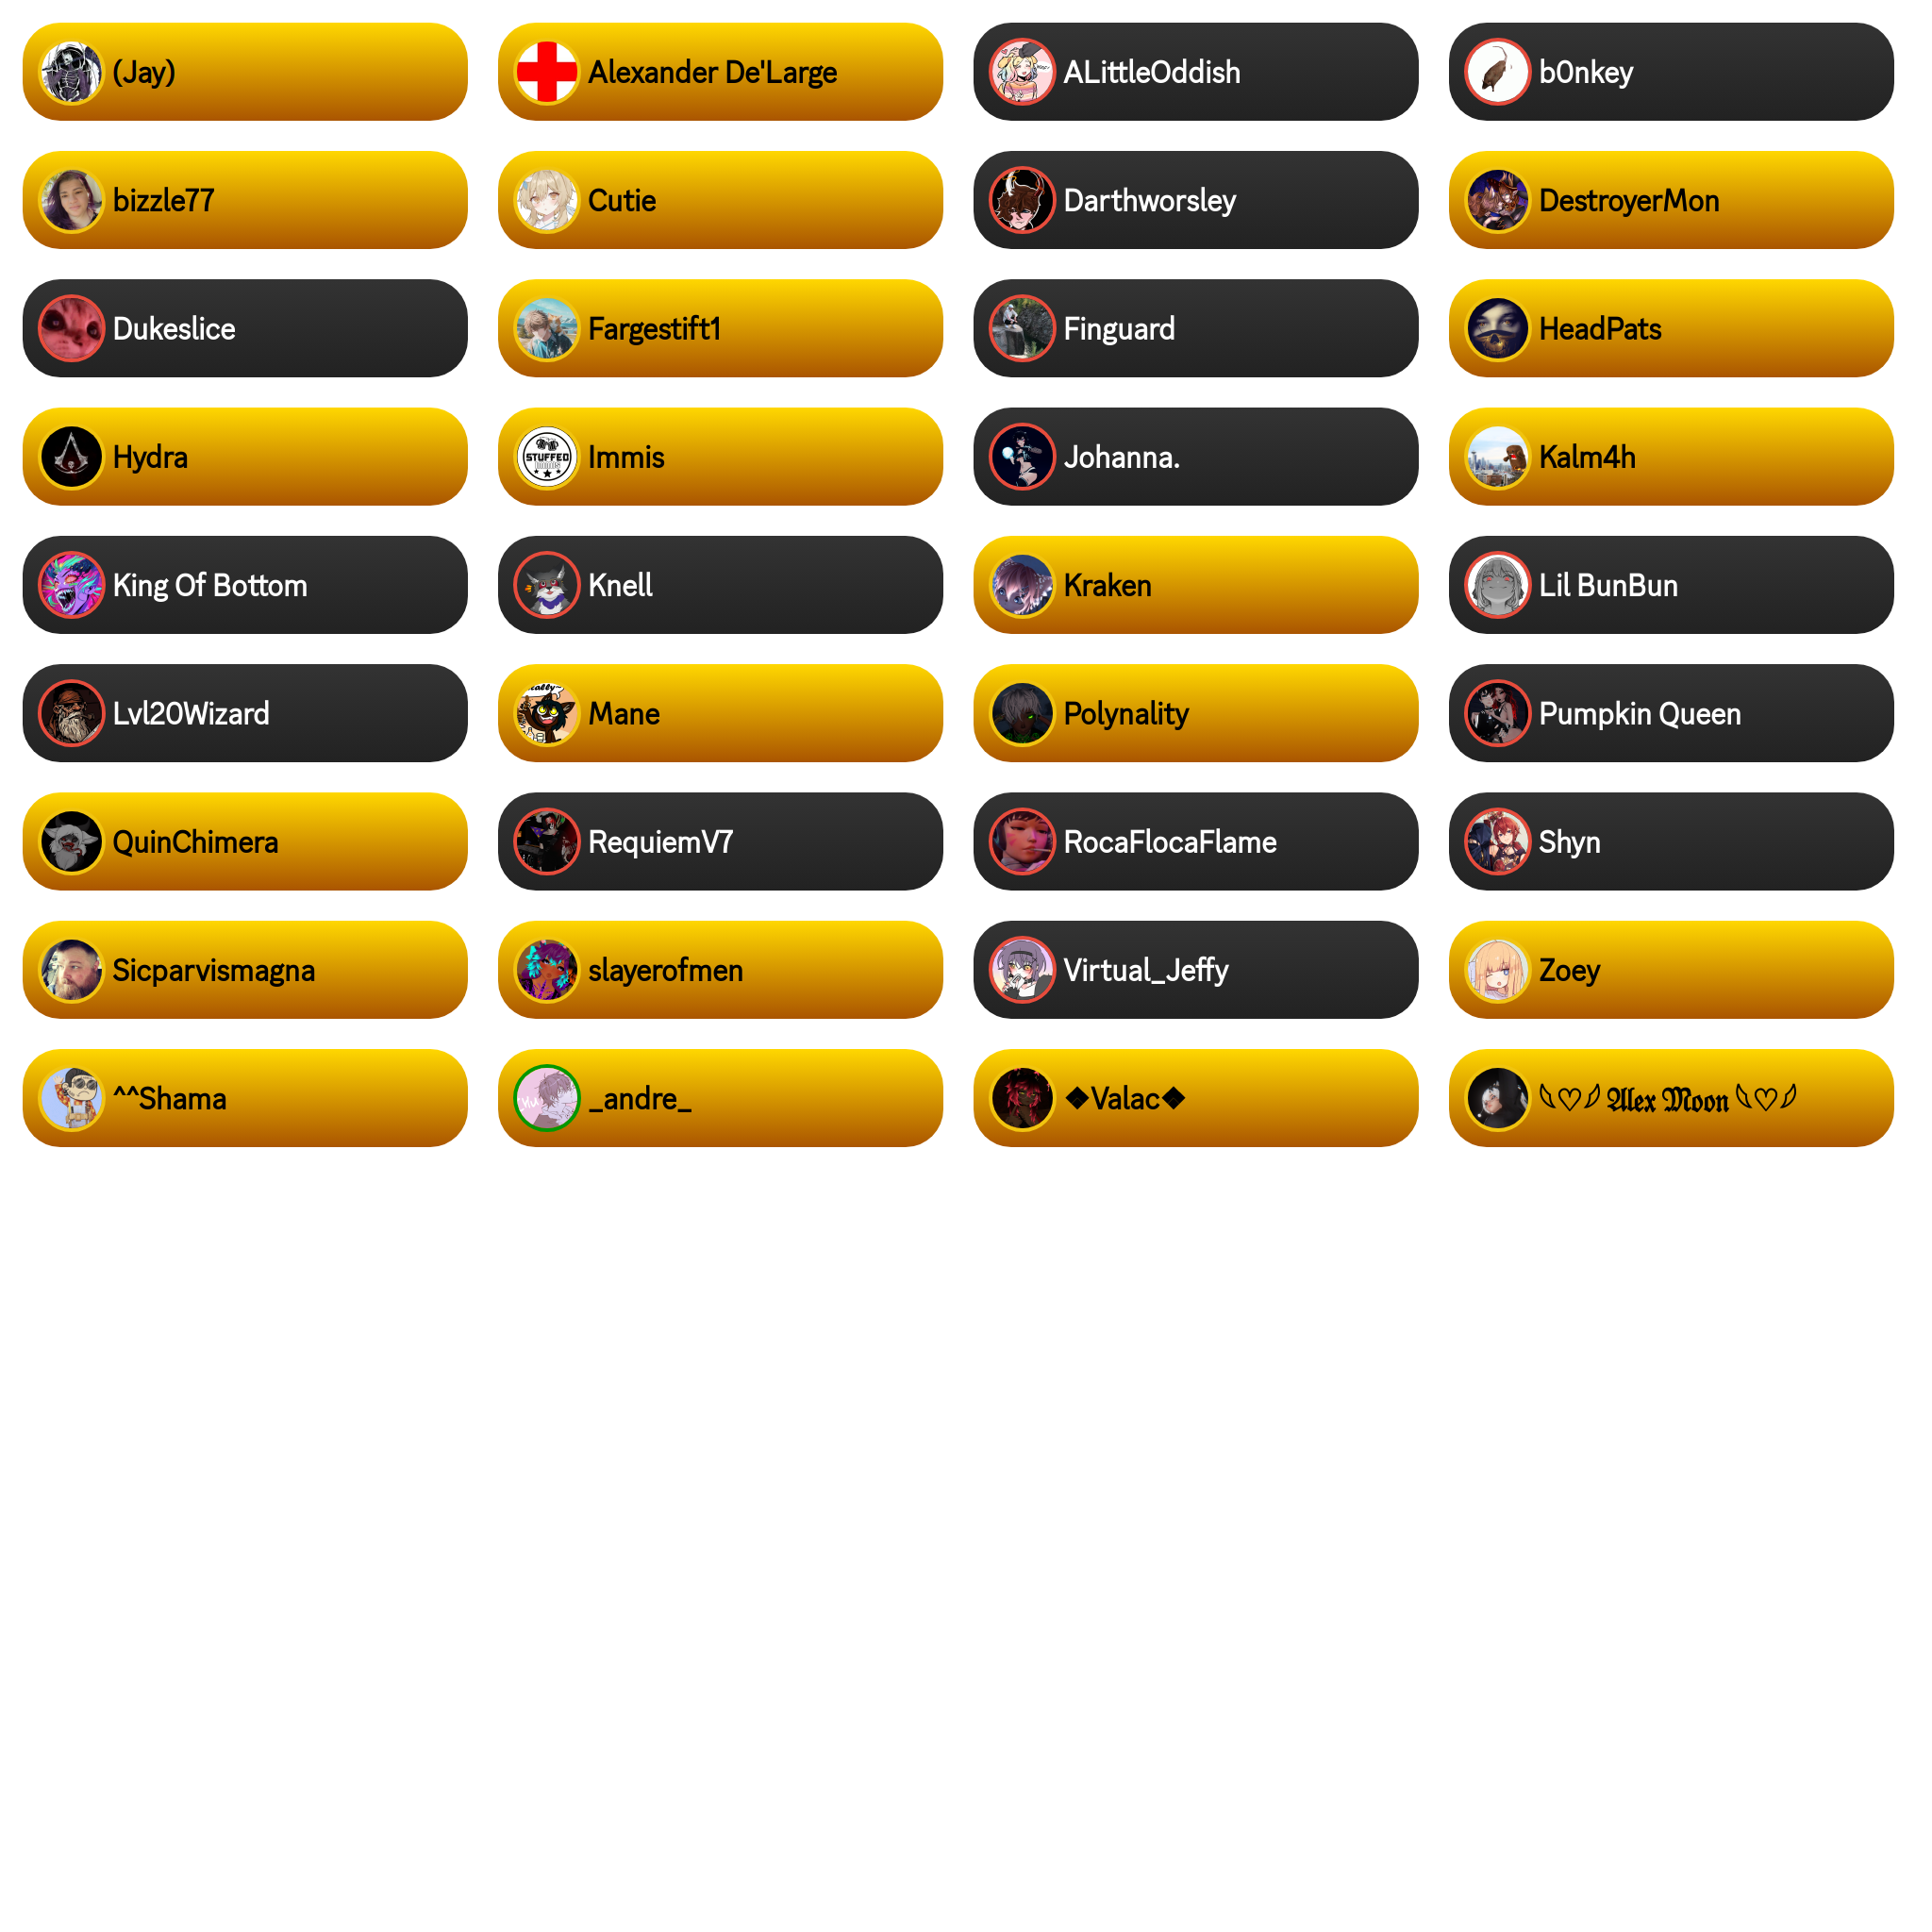 (Jay)
Alexander De'Large
ALittleOddish
b0nkey
bizzle77
Cutie
Darthworsley
DestroyerMon
Dukeslice
Fargestift1
Finguard
HeadPats
Hydra
STUFFED
Immis
Johanna.
Kalm4h
King Of Bottom
Knell
Kraken
Lil BunBun
Lvl20Wizard
Mane
Polynality
Pumpkin Queen
QuinChimera
RequiemV7
RocaFlocaFlame
Shyn
Sicparvismagna
slayerofmen
Virtual_Jeffy
Zoey
^^Shama
_andre_
❖Valac❖
𓆩♡𓆪 𝕬𝖑𝖊𝖝 𝕸𝖔𝖔𝖓 𓆩♡𓆪